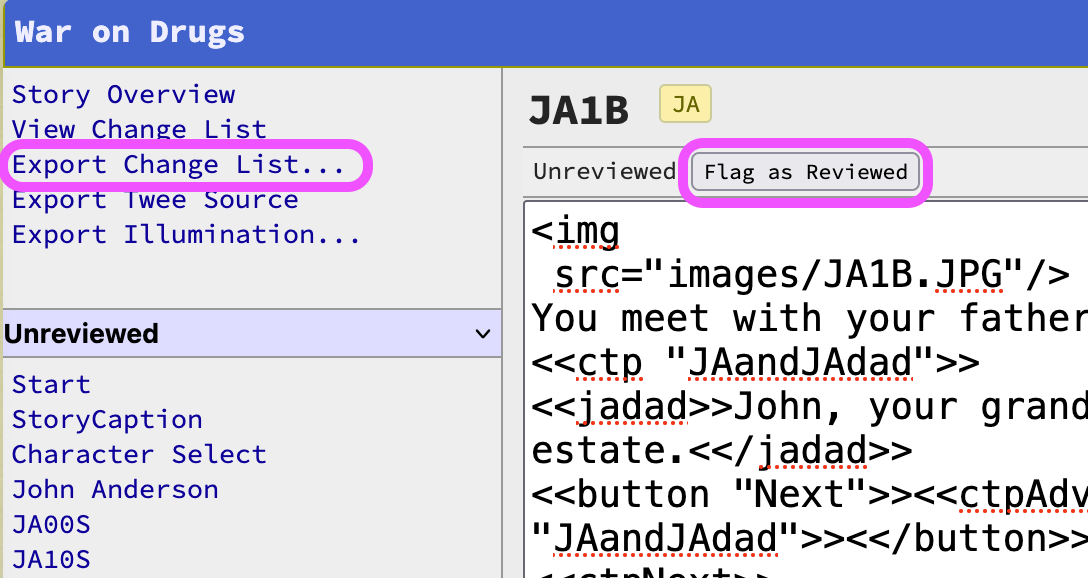 War on Drugs
Story Overview
View Change List
Export Change List...
Export Twee Source
Export Illumination...
Unreviewed
Start
StoryCaption
Character Select
John Anderson
JA00S
JA10S
JA1B
JA
Unreviewed
Flag as Reviewed
<img
src="images/JA1B.JPG"/>
You meet with your father
<<ctp "JAandJAdad">>
<<jadad>>John, your grand
estate.<</jadad>>
<<button "Next">><<ctpAdv
"JAandJAdad">><</button>>
<<ctpNext>>